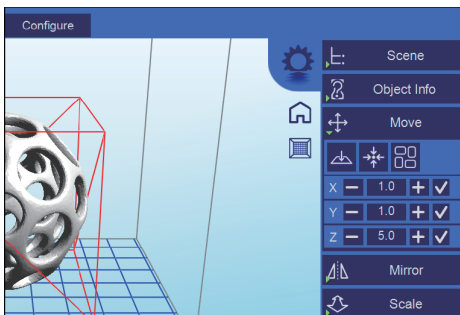 Configure
Scene
Object Info
Move
X − 1.0 +
Y − 1.0 +
Z − 5.0 +
Mirror
Scale